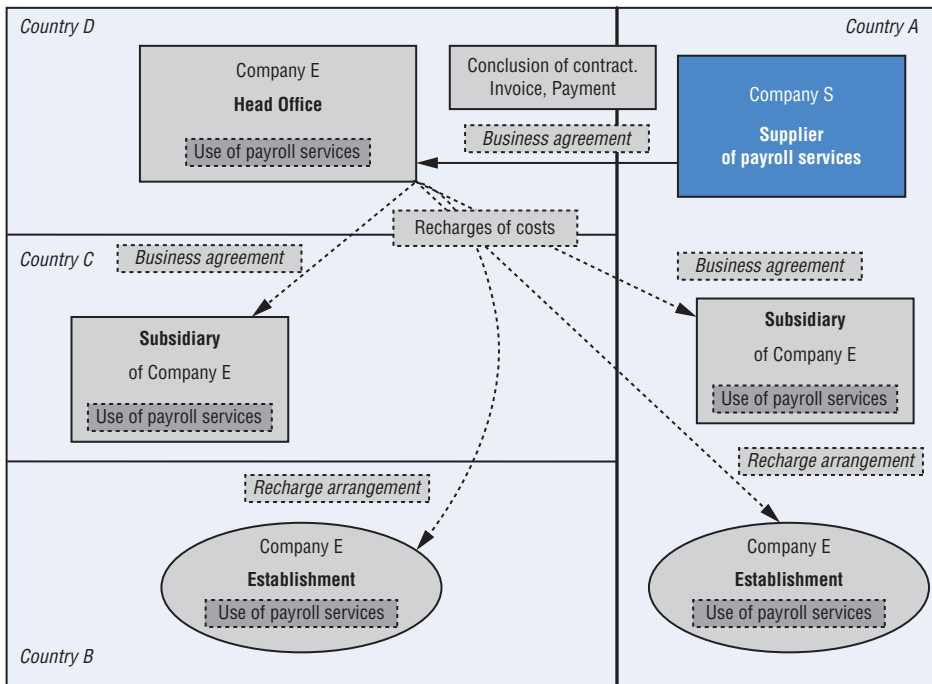 Country D
Country A
Company E
Head Office
Use of payroll services
Conclusion of contract.
Invoice, Payment
Business agreement
Company S
Supplier
of payroll services
Recharges of costs
Country C
Business agreement
Business agreement
Subsidiary
of Company E
Use of payroll services
Subsidiary
of Company E
Use of payroll services
Recharge arrangement
Recharge arrangement
Company E
Establishment
Use of payroll services
Company E
Establishment
Use of payroll services
Country B